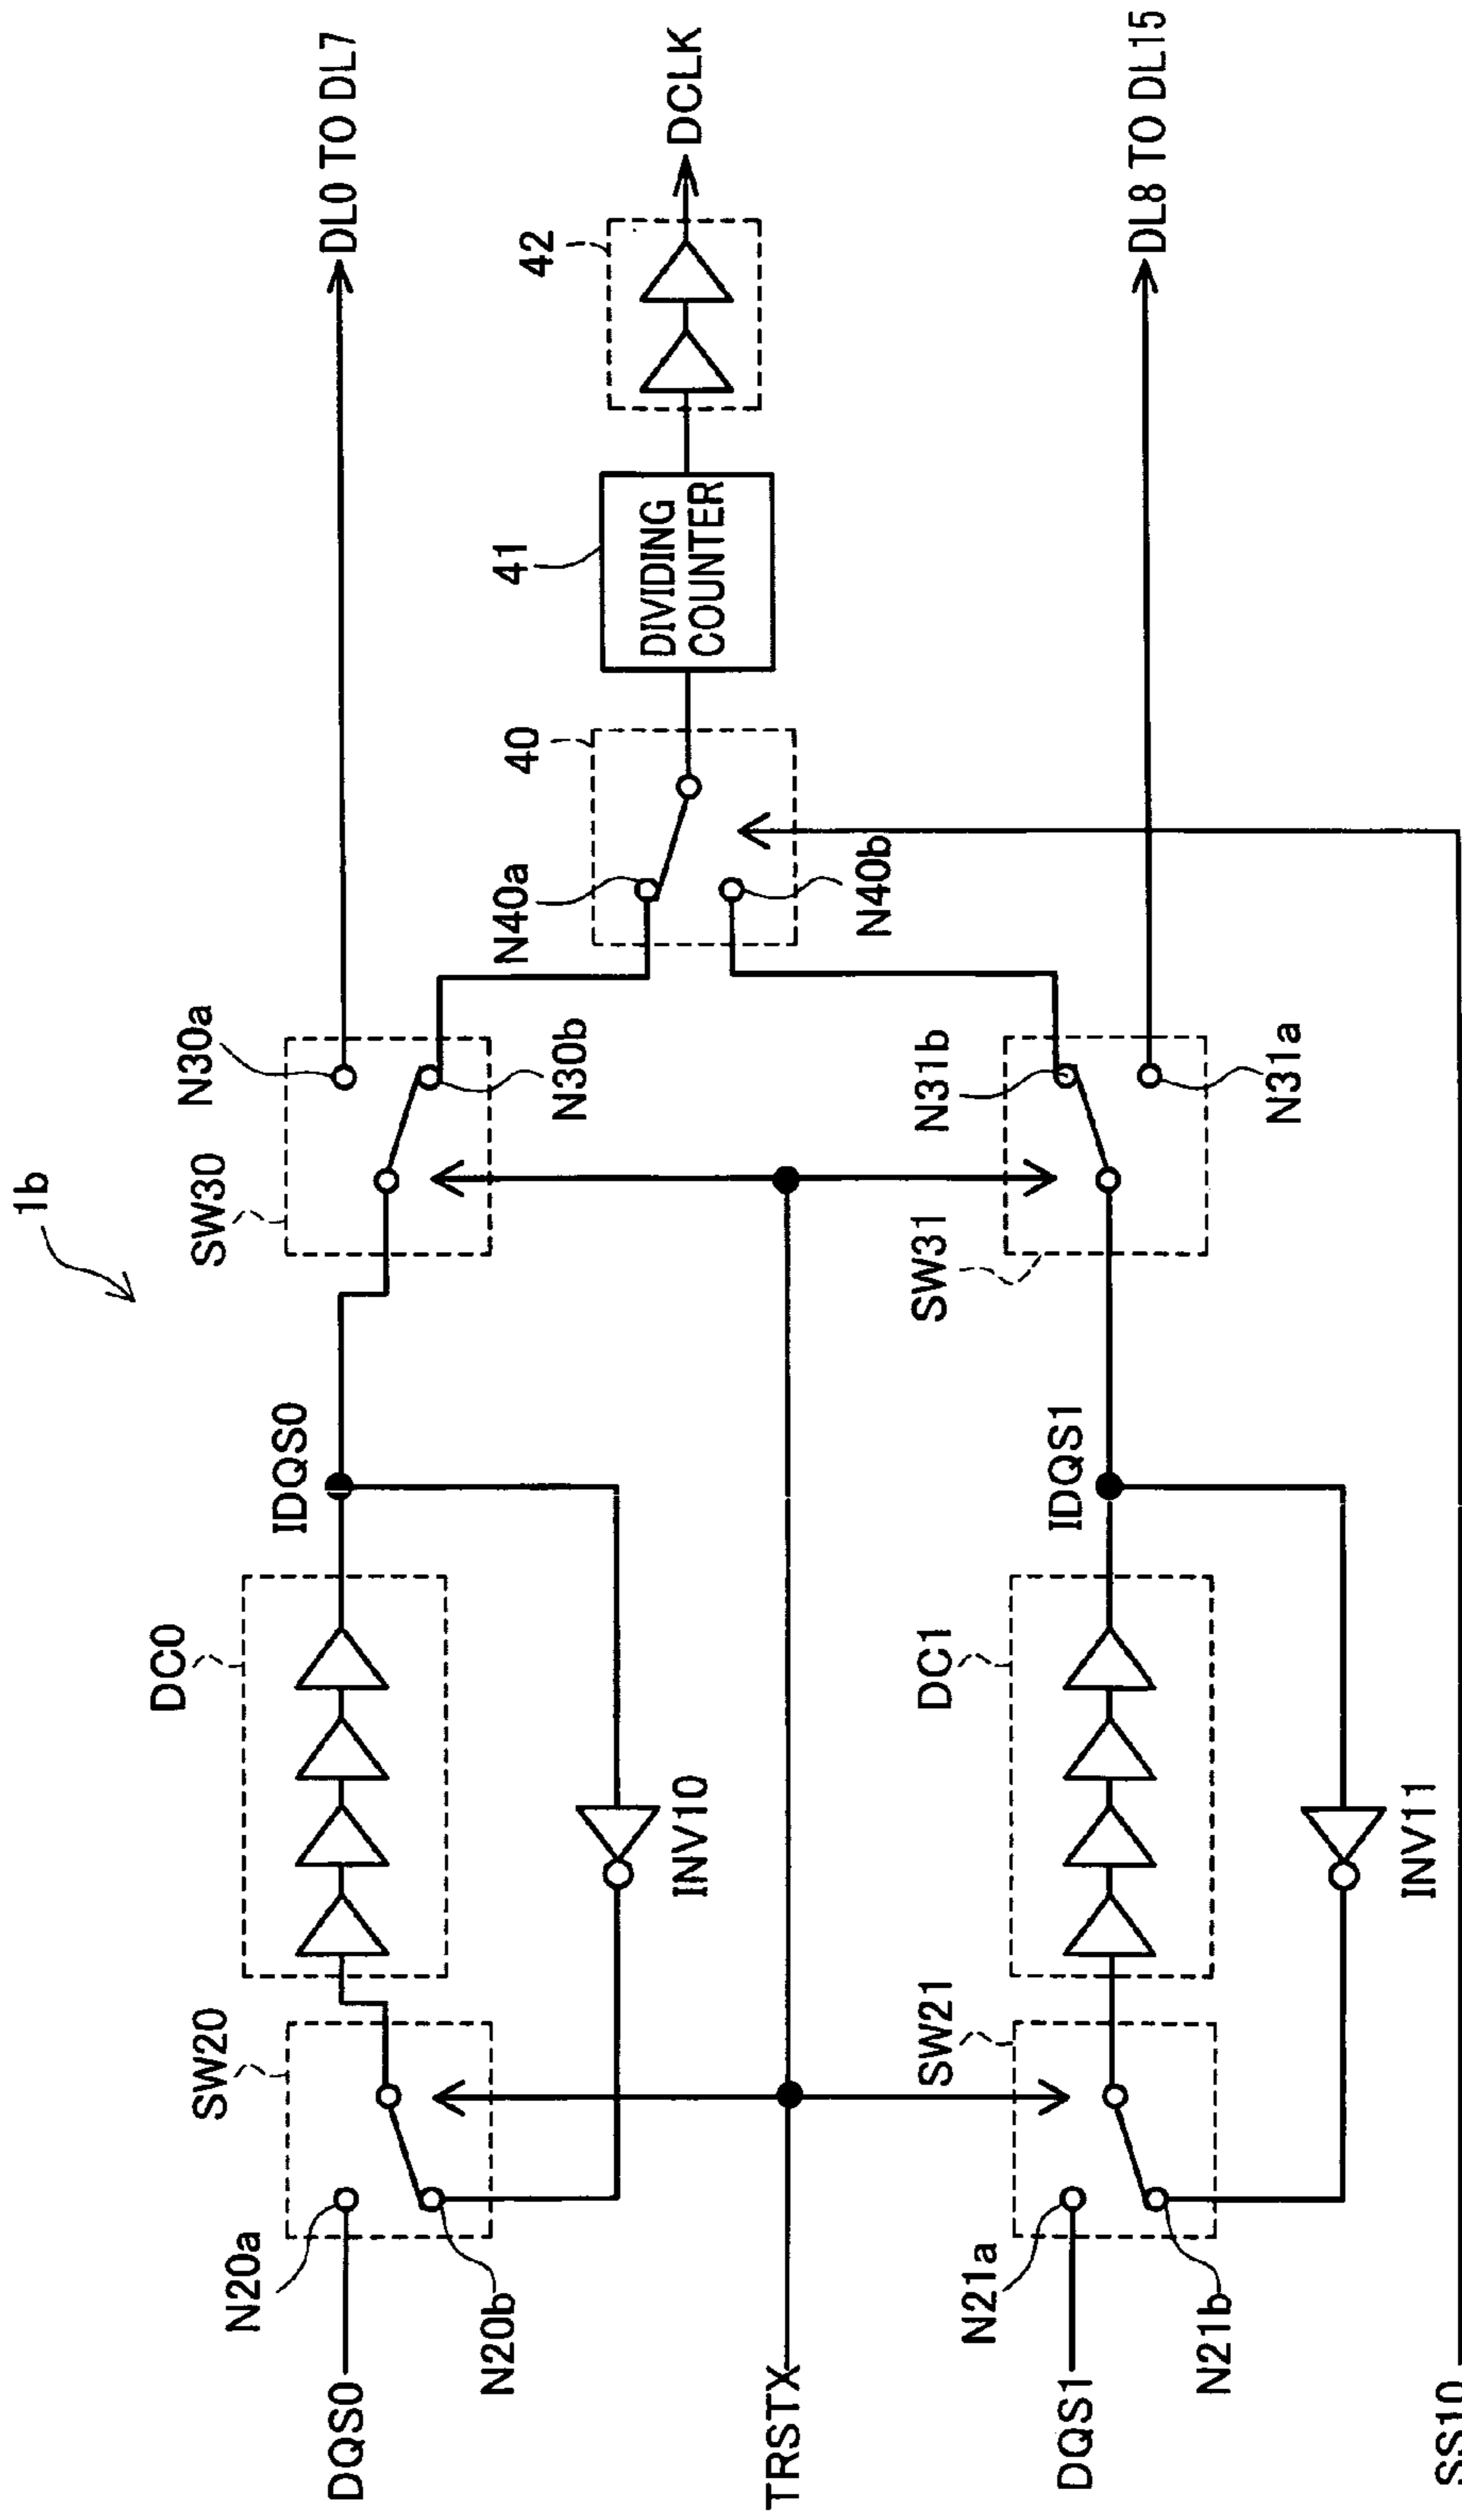 1b
SW30
N30a
DL0 TO DL7
DC0
IDQS0
SW20
N20a
DQS0
N20b
INV10
N30b
N40a
40
41
DIVIDING
COUNTER
42
DCLK
N40b
TRSTX
SW21
DC1
IDQS1
SW31
N31b
DL8 TO DL15
N31a
N21a
DQS1
N21b
INV11
SS10